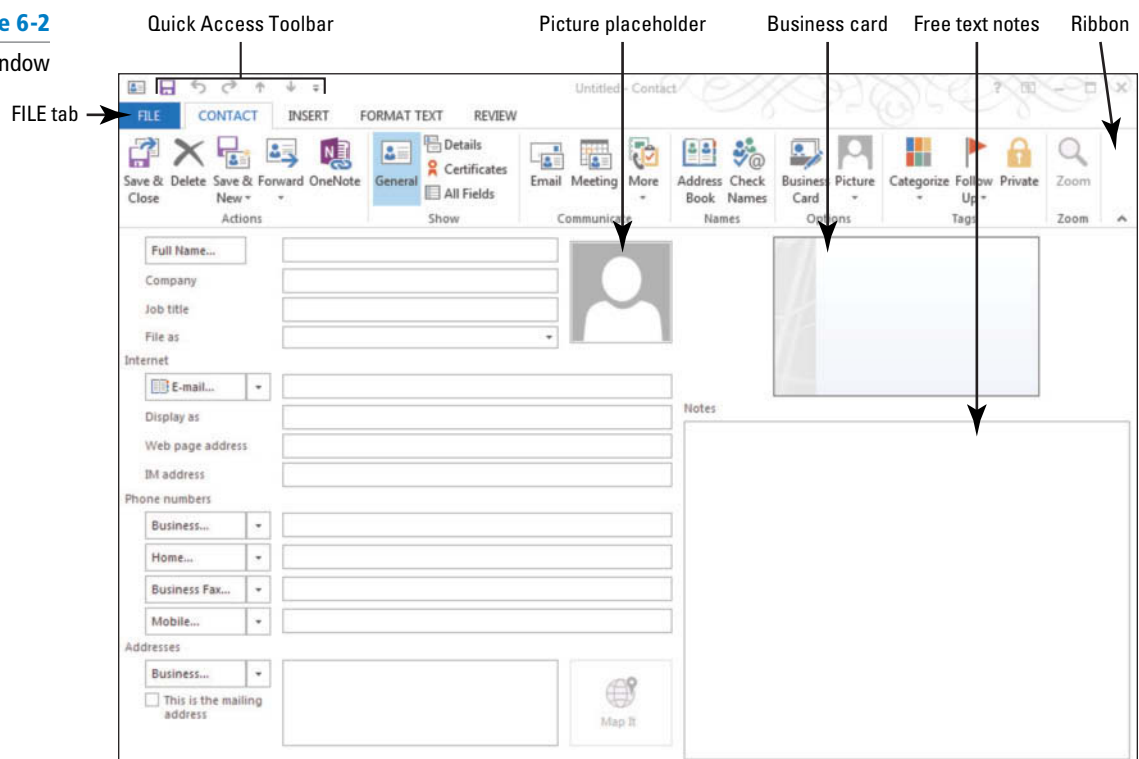 e 6-2
ndow
Quick Access Toolbar
Picture placeholder
Business card
Free text notes
Ribbon
FILE tab
Untitled - Contact
FILE CONTACT INSERT FORMAT TEXT REVIEW
Save & Close
Delete
Save & New
Forward
OneNote
Actions
General
Details
Certificates
All Fields
Show
Email
Meeting
More
Communicate
Address Book
Check Names
Names
Business Card
Picture
Options
Categorize
Follow Up
Private
Tags
Zoom
Zoom
Full Name...
Company
Job title
File as
Internet
E-mail...
Display as
Web page address
IM address
Phone numbers
Business...
Home...
Business Fax...
Mobile...
Addresses
Business...
This is the mailing
address
Map It
Notes